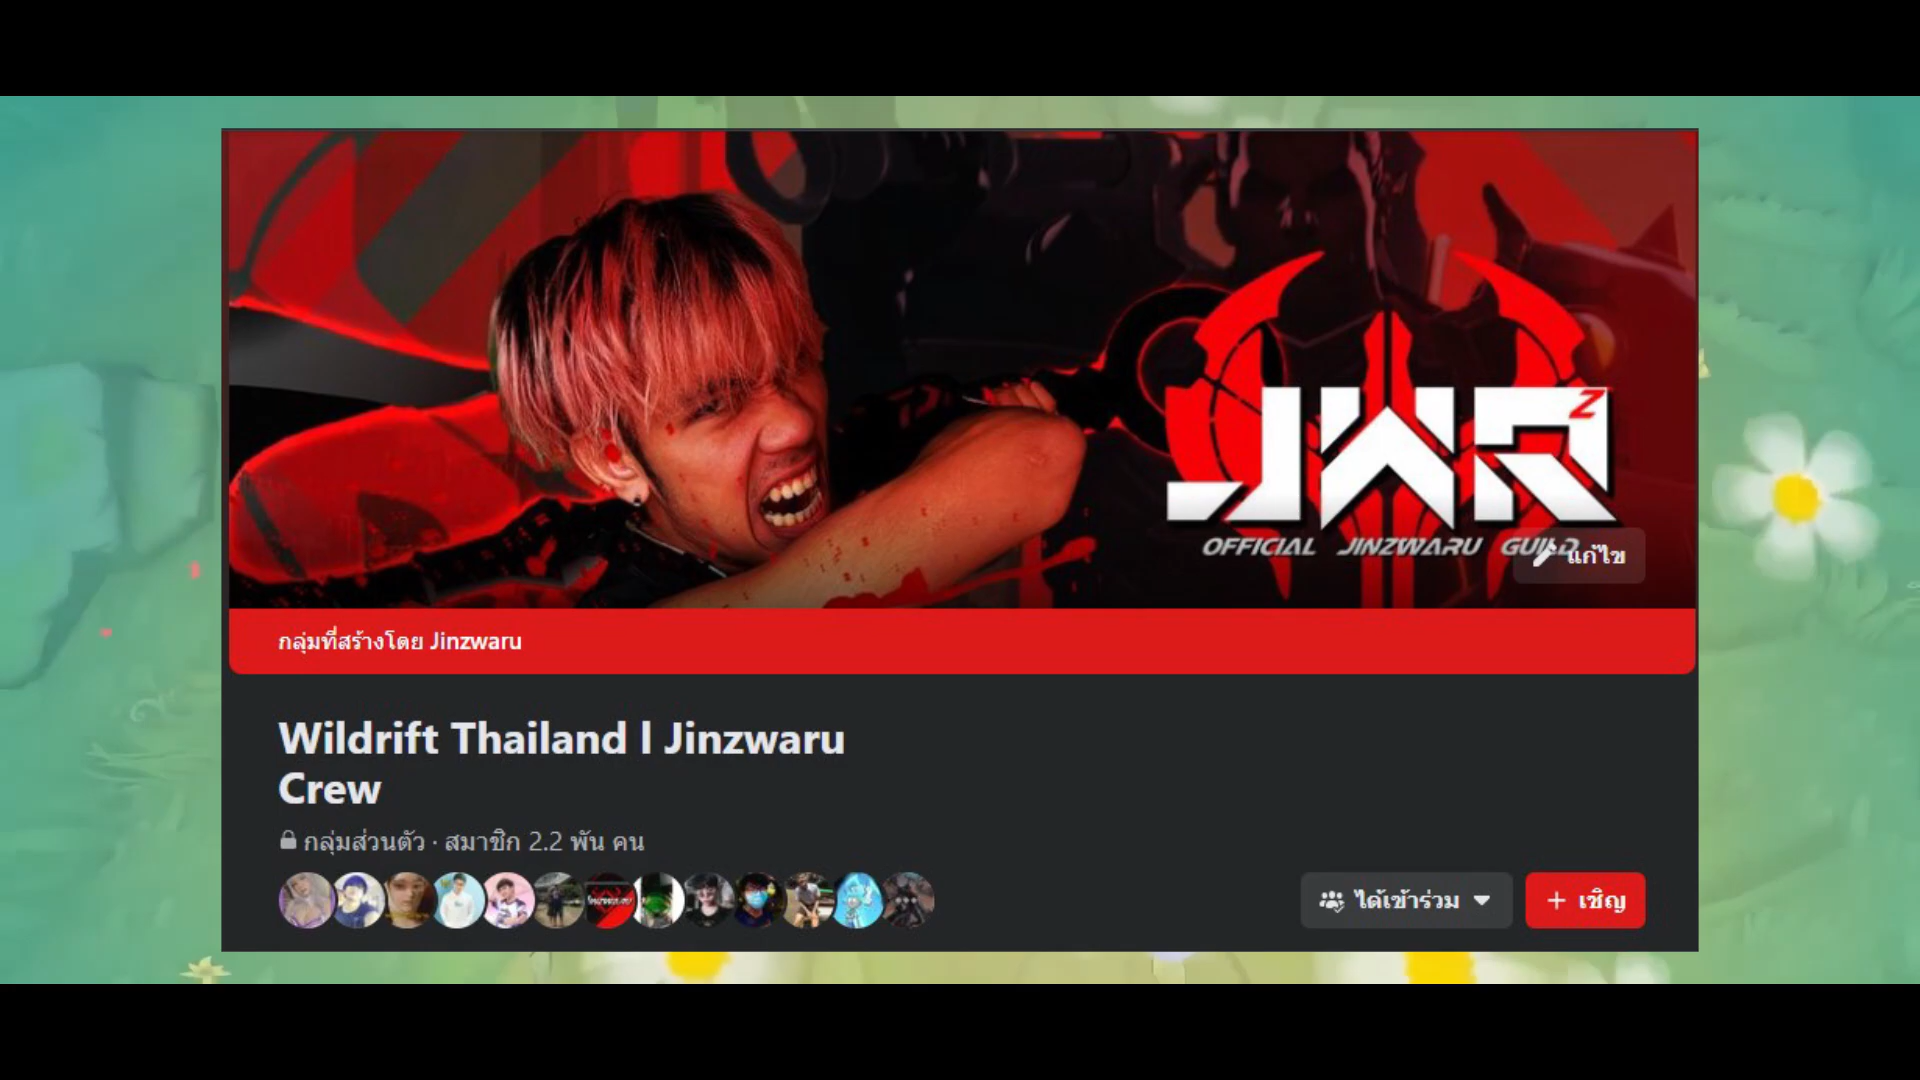 JWR Z
OFFICIAL JINZWARU GUILD
แก้ไข
กลุ่มที่สร้างโดย Jinzwaru
Wildrift Thailand l Jinzwaru
Crew
กลุ่มส่วนตัว · สมาชิก 2.2 พัน คน
ได้เข้าร่วม
+ เชิญ